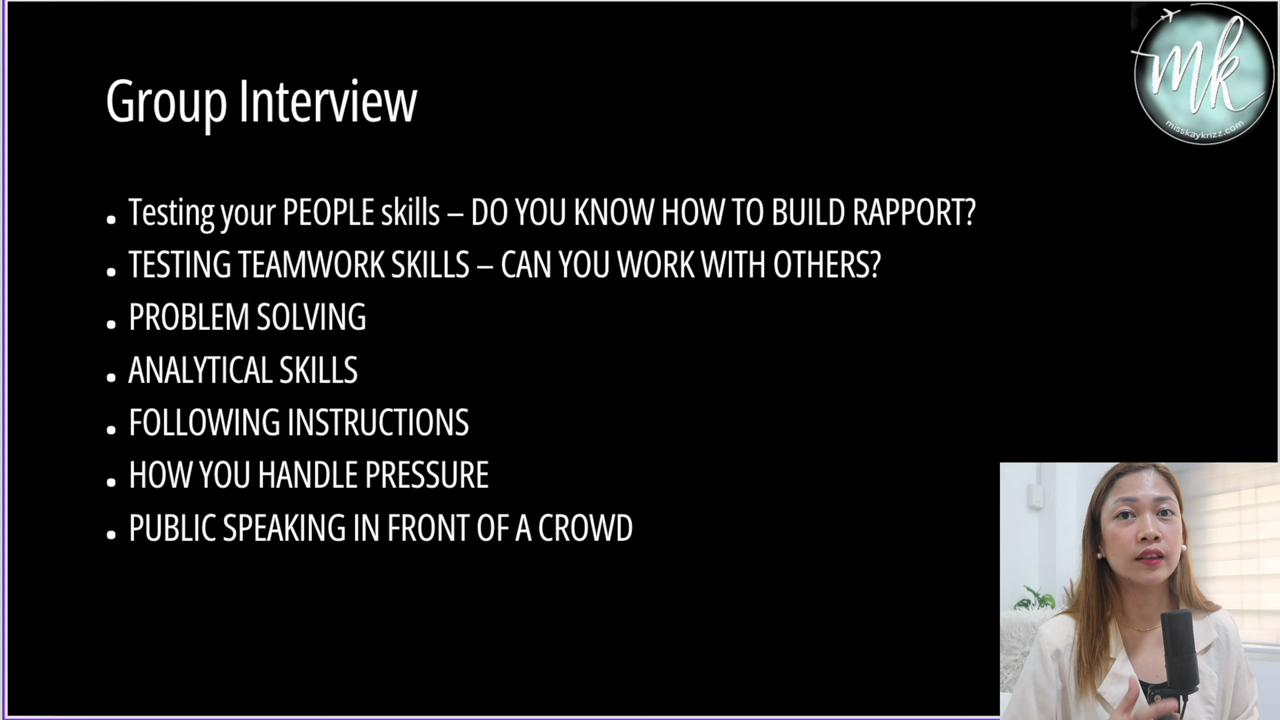 Group Interview
mk
misskaykrizz.com
• Testing your PEOPLE skills – DO YOU KNOW HOW TO BUILD RAPPORT?
• TESTING TEAMWORK SKILLS – CAN YOU WORK WITH OTHERS?
• PROBLEM SOLVING
• ANALYTICAL SKILLS
• FOLLOWING INSTRUCTIONS
• HOW YOU HANDLE PRESSURE
• PUBLIC SPEAKING IN FRONT OF A CROWD